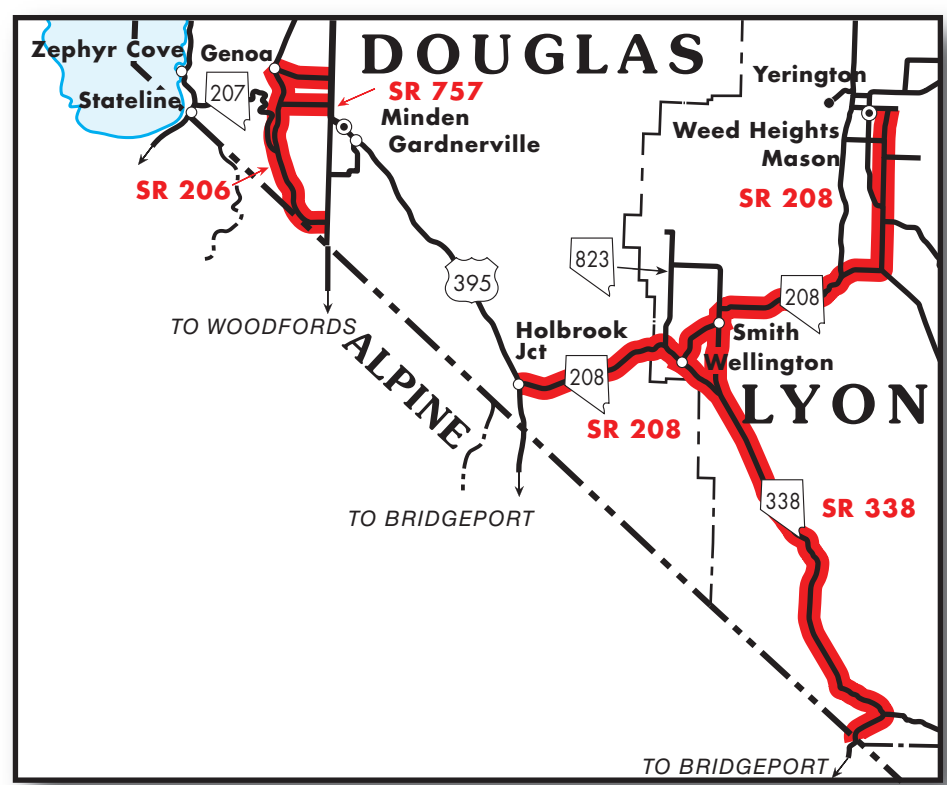 Zephyr Cove
Genoa
DOUGLAS
Yerington
207
SR 757
Stateline
Minden
Weed Heights
Gardnerville
Mason
SR 206
SR 208
823
395
208
TO WOODFORDS
Holbrook
Jct
Smith
Wellington
ALPINE
208
LYON
SR 208
338
SR 338
TO BRIDGEPORT
TO BRIDGEPORT